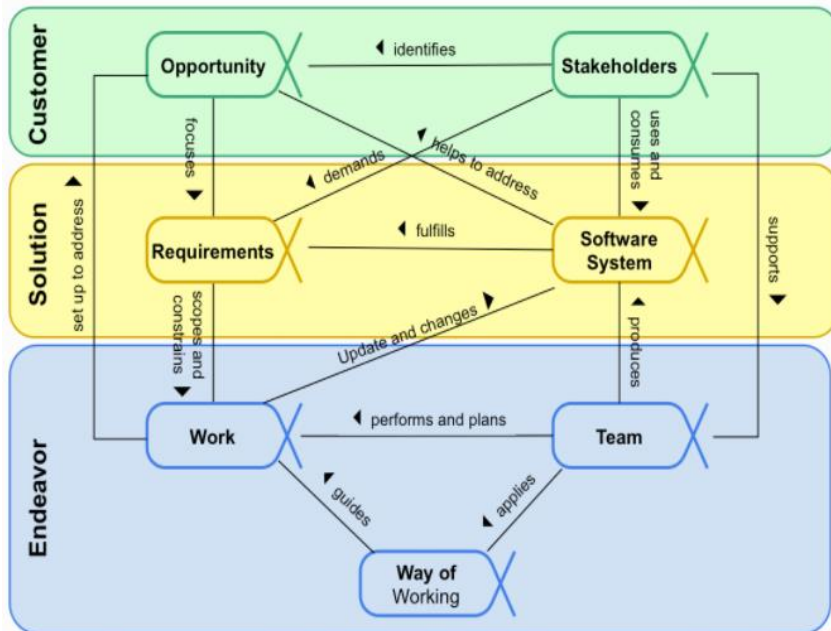 Customer
Opportunity
identifies
Stakeholders
focuses
demands
helps to address
uses and
consumes
set up to address
Solution
Requirements
fulfills
Software
System
supports
scopes and
constrains
Update and changes
produces
Endeavor
Work
performs and plans
Team
guides
applies
Way of
Working